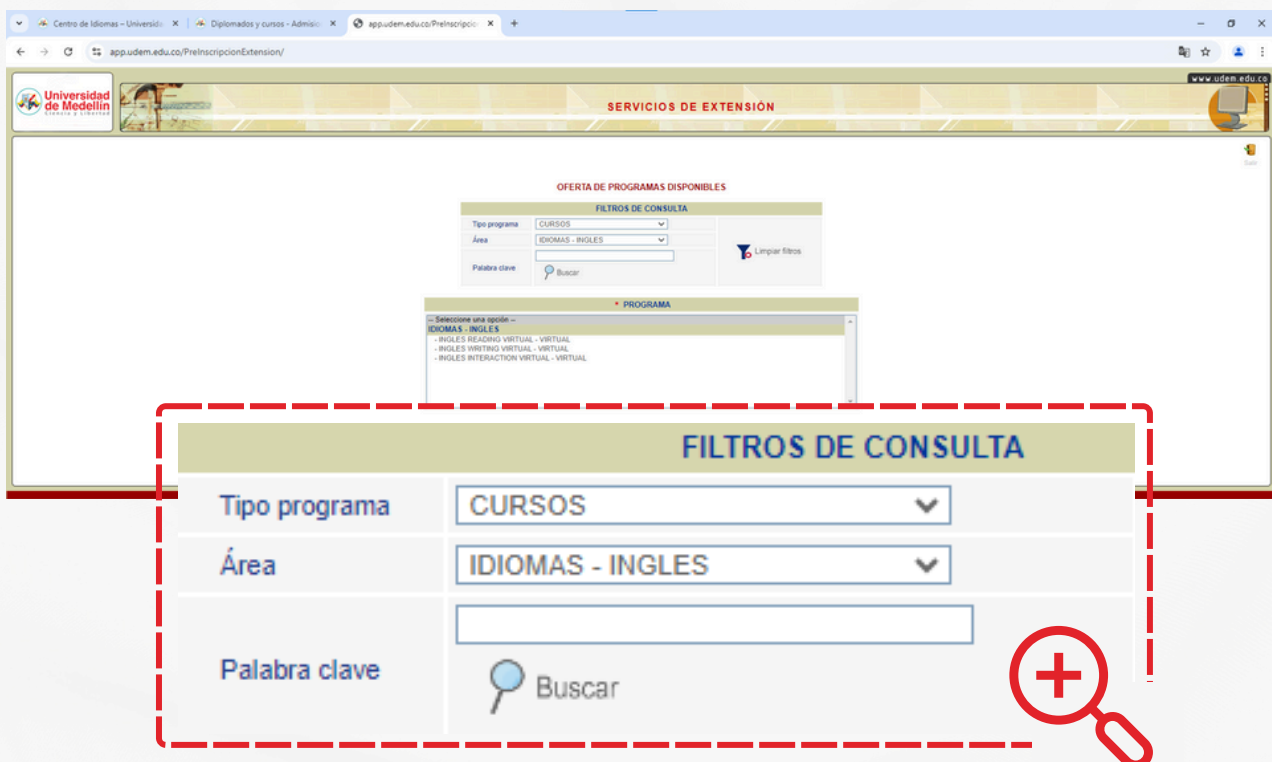 Centro de Idiomas – Universida
Diplomados y cursos - Admisio
app.udem.edu.co/PreInscripcion
app.udem.edu.co/PreInscripcionExtension/
www.udem.edu.co
Universidad
de Medellín
Ciencia y Libertad
SERVICIOS DE EXTENSIÓN
Salir
OFERTA DE PROGRAMAS DISPONIBLES
FILTROS DE CONSULTA
Tipo programa CURSOS
Área IDIOMAS - INGLES
Limpiar filtros
Palabra clave Buscar
* PROGRAMA
-- Seleccione una opción --
IDIOMAS - INGLES
- INGLES READING VIRTUAL - VIRTUAL
- INGLES WRITING VIRTUAL - VIRTUAL
- INGLES INTERACTION VIRTUAL - VIRTUAL
FILTROS DE CONSULTA
Tipo programa CURSOS
Área IDIOMAS - INGLES
Palabra clave Buscar